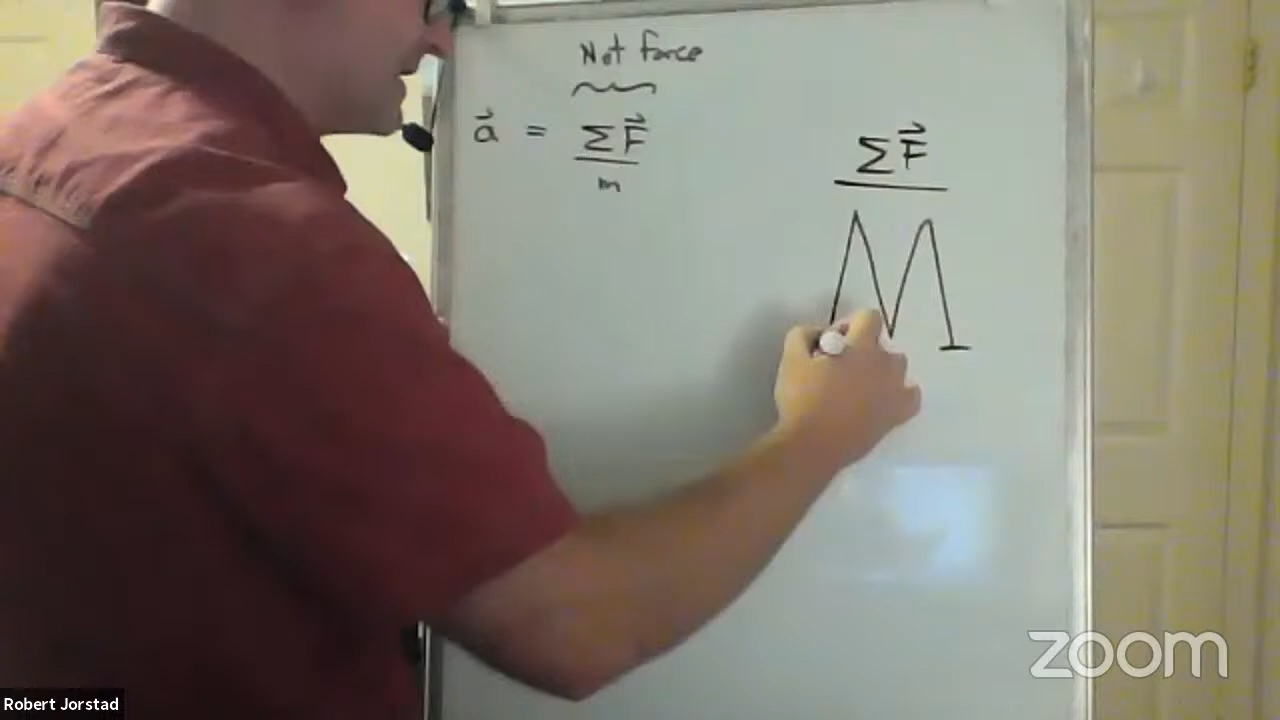 Net Force
a⃗ = ΣF⃗
m
ΣF⃗
M
zoom
Robert Jorstad